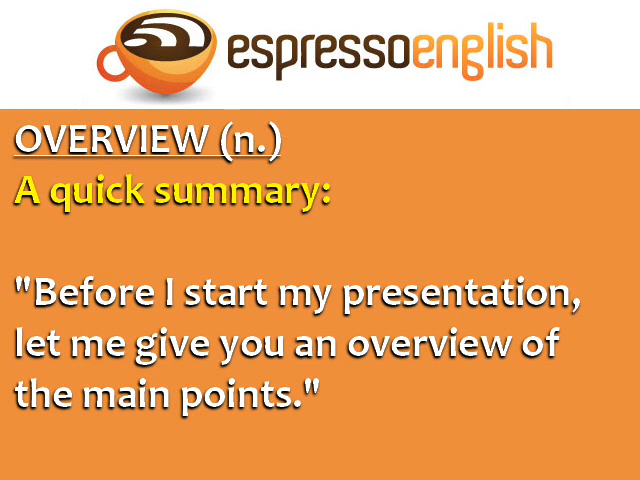 espressoenglish
OVERVIEW (n.)
A quick summary:
"Before I start my presentation,
let me give you an overview of
the main points."